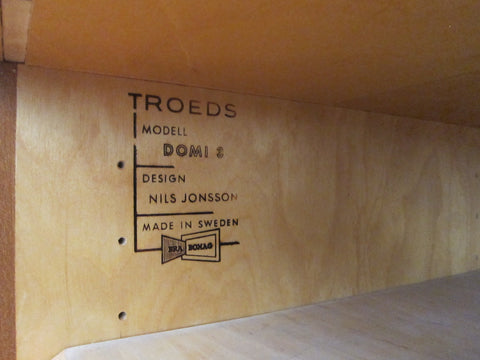 TROEDS
MODELL
DOMI 3
DESIGN
NILS JONSSON
MADE IN SWEDEN
BRA BOHAG